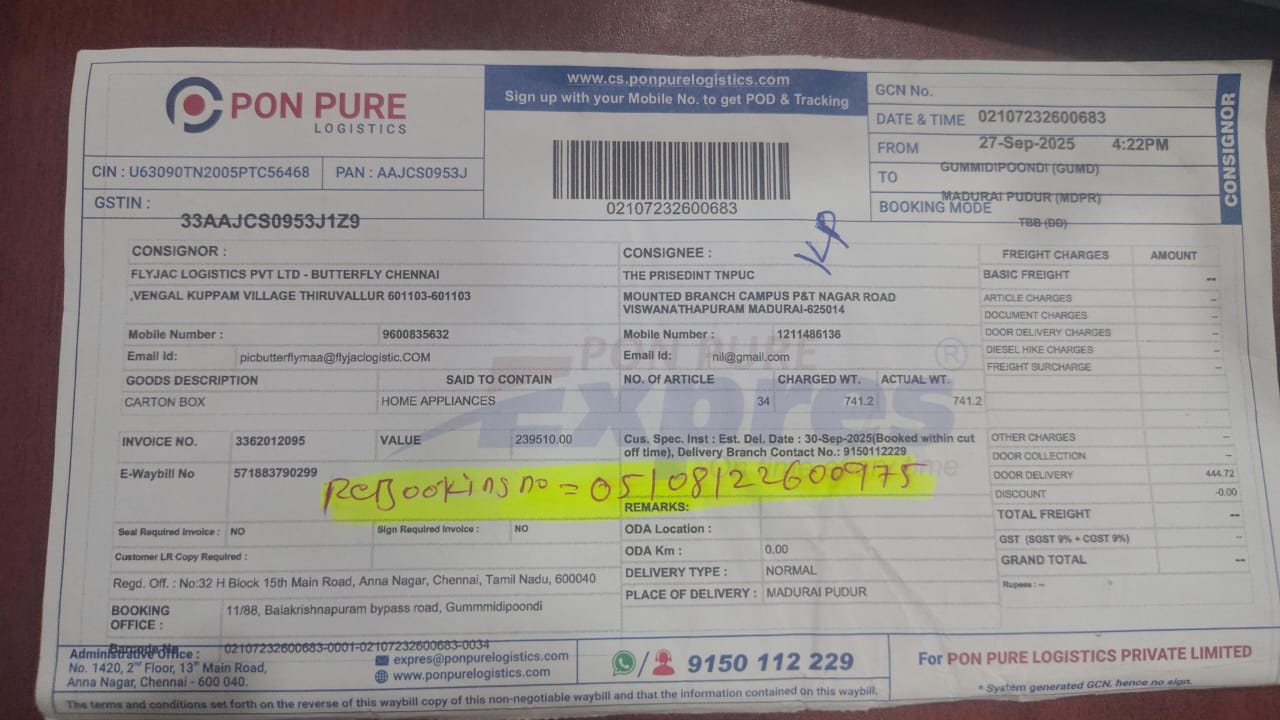 PON PURE
LOGISTICS
www.cs.ponpurelogistics.com
Sign up with your Mobile No. to get POD & Tracking
CIN : U63090TN2005PTC56468 PAN : AAJCS0953J
GSTIN :
33AAJCS0953J1Z9
02107232600683
GCN No.
DATE & TIME 02107232600683
FROM 27-Sep-2025 4:22PM
TO GUMMIDIPOONDI (GUMD)
MADURAI PUDUR (MDPR)
BOOKING MODE
TBB (DD)
CONSIGNOR
CONSIGNOR :
FLYJAC LOGISTICS PVT LTD - BUTTERFLY CHENNAI
,VENGAL KUPPAM VILLAGE THIRUVALLUR 601103-601103
Mobile Number : 9600835632
Email Id: picbutterflymaa@flyjaclogistic.COM
CONSIGNEE :
THE PRISEDINT TNPUC
MOUNTED BRANCH CAMPUS P&T NAGAR ROAD
VISWANATHAPURAM MADURAI-625014
Mobile Number : 1211486136
Email Id: nil@gmail.com
PON PURE
Expres
GOODS DESCRIPTION SAID TO CONTAIN NO. Of ARTICLE CHARGED WT. ACTUAL WT.
CARTON BOX HOME APPLIANCES 34 741.2 741.2
INVOICE NO. 3362012095 VALUE 239510.00
E-Waybill No 571883790299
Cus. Spec. Inst : Est. Del. Date : 30-Sep-2025(Booked within cut
off time), Delivery Branch Contact No.: 9150112229
ReBooking no = 05108122600975
REMARKS:
Seal Required Invoice : NO Sign Required Invoice : NO
Customer LR Copy Required :
ODA Location :
ODA Km : 0.00
DELIVERY TYPE : NORMAL
PLACE OF DELIVERY : MADURAI PUDUR
Regd. Off. : No:32 H Block 15th Main Road, Anna Nagar, Chennai, Tamil Nadu, 600040
BOOKING
OFFICE :
11/88, Balakrishnapuram bypass road, Gummmidipoondi
Barcode No 02107232600683-0001-02107232600683-0034
FREIGHT CHARGES AMOUNT
BASIC FREIGHT --
ARTICLE CHARGES –
DOCUMENT CHARGES –
DOOR DELIVERY CHARGES –
DIESEL HIKE CHARGES –
FREIGHT SURCHARGE –
OTHER CHARGES –
DOOR COLLECTION –
DOOR DELIVERY 444.72
DISCOUNT -0.00
TOTAL FREIGHT --
GST (SGST 9% + CGST 9%) –
GRAND TOTAL --
Rupees : --
Administrative Office :
No. 1420, 2nd Floor, 13th Main Road,
Anna Nagar, Chennai - 600 040.
expres@ponpurelogistics.com
www.ponpurelogistics.com
9150 112 229
For PON PURE LOGISTICS PRIVATE LIMITED
* System generated GCN, hence no sign.
The terms and conditions set forth on the reverse of this waybill copy of this non-negotiable waybill and that the information contained on this waybill.